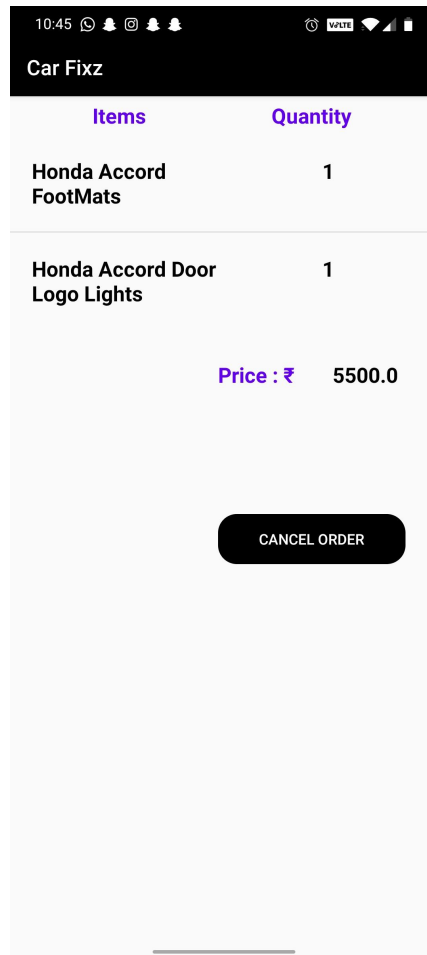 10:45
VoLTE
Car Fixz
Items Quantity
Honda Accord 1
FootMats
Honda Accord Door 1
Logo Lights
Price : ₹ 5500.0
CANCEL ORDER